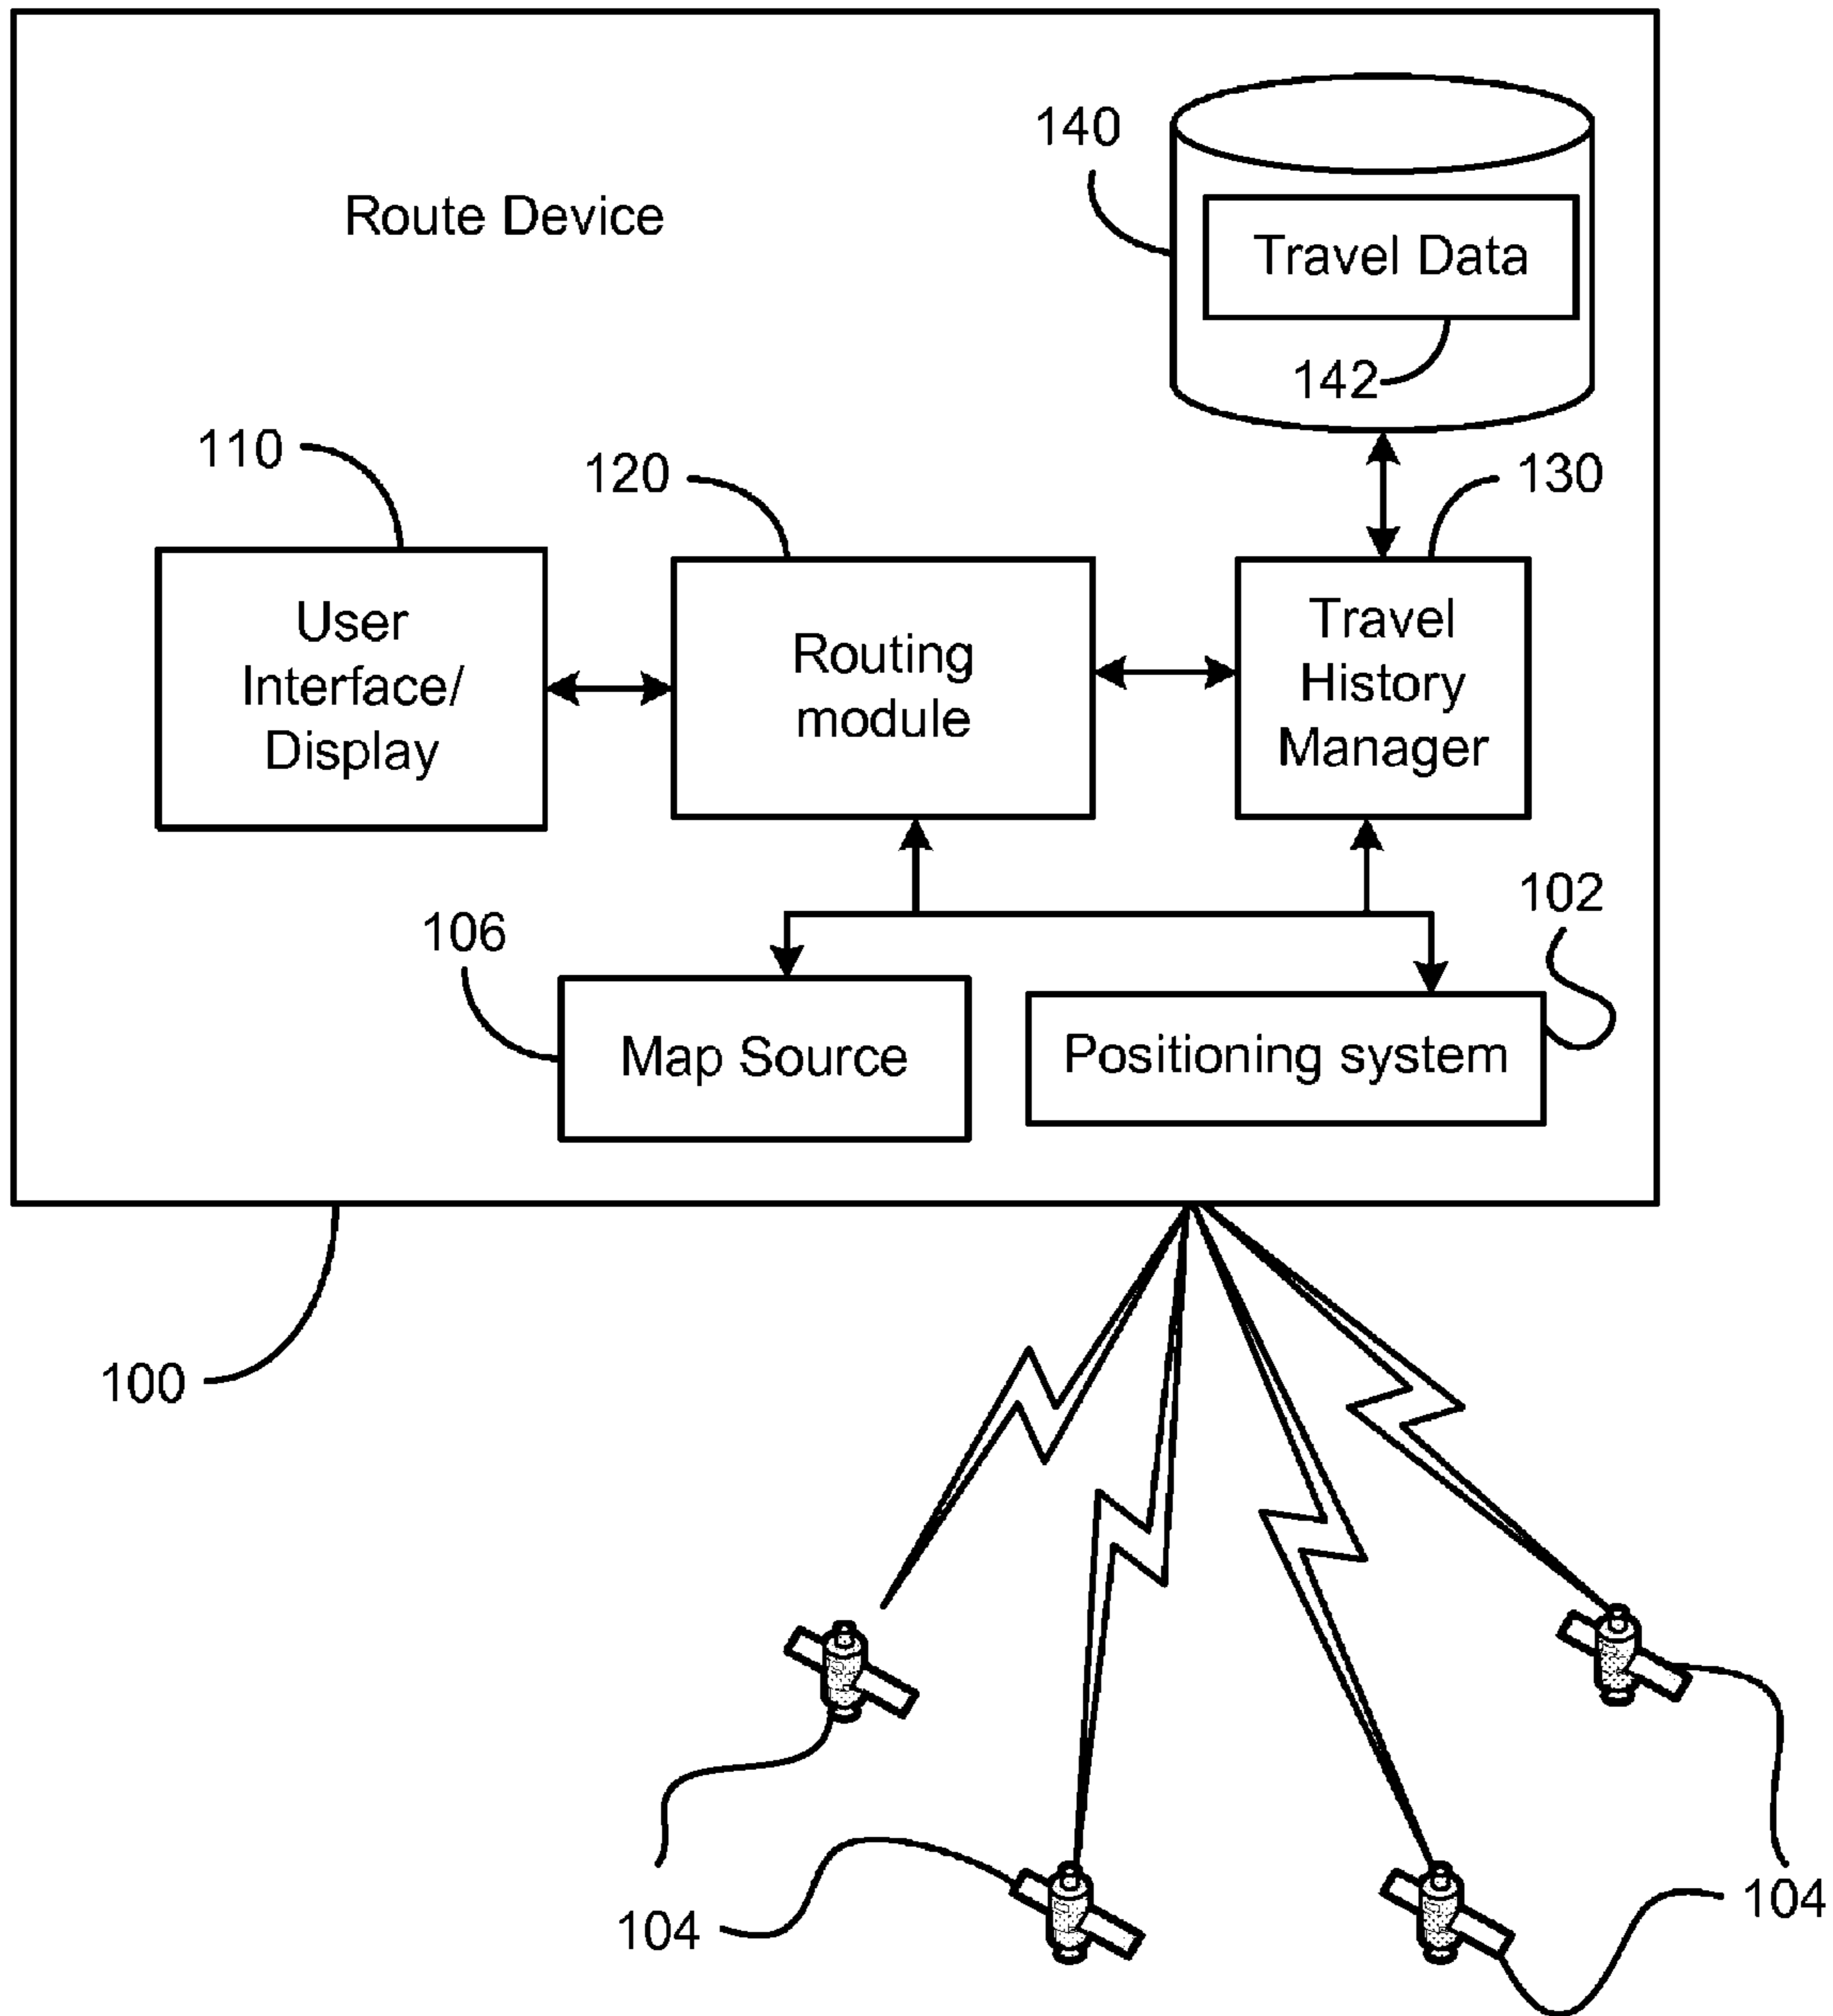 140
Route Device
Travel Data
142
110
120
130
User
Interface/
Display
Routing
module
Travel
History
Manager
102
106
Map Source
Positioning system
100
104
104